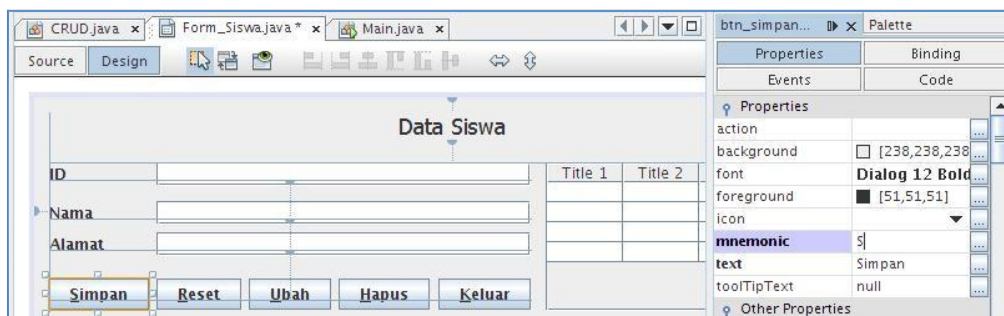 CRUD.java x Form_Siswa.java * x Main.java x
btn_simpan... x Palette
Source Design
Properties Binding
Events Code
Data Siswa
ID
Nama
Alamat
Title 1 Title 2
Simpan Reset Ubah Hapus Keluar
Properties
action ...
background [238,238,238 ...
font Dialog 12 Bold ...
foreground [51,51,51] ...
icon ...
mnemonic S ...
text Simpan ...
toolTipText null ...
Other Properties